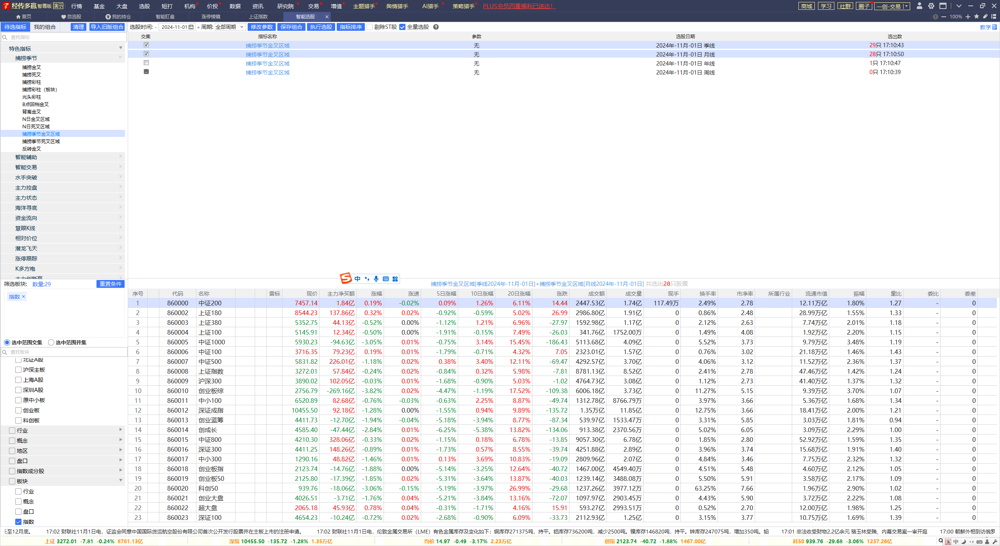 经传多赢 智尊版 演示 行情 基金 大盘 选股 短打 机构 价投 数据 资讯 研究院 交易 增值 主题猎手 舆情猎手 AI猎手 策略猎手 PLUS会员四重福利已送达! 商城 学习 社群 圈子 一创-交易
首页 自选股 我的持仓 智能盯盘 涨停棱镜 上证指数 智能选股 × 100%
待选指标 我的组合 清理 导入旧版组合 选股时间: - 2024-11-01 + 周期: 全部周期 修改参数 保存组合 执行选股 指标排序 剔除ST股 全量选股 教学
查找指标
交集 指标名称 参数 选股日期 选出数
捕捞季节金叉区域 无 2024年-11月-01日 季线 29只 17:10:43
捕捞季节金叉区域 无 2024年-11月-01日 月线 28只 17:10:50
捕捞季节金叉区域 无 2024年-11月-01日 年线 1只 17:10:47
捕捞季节金叉区域 无 2024年-11月-01日 周线 0只 17:10:39
特色指标
捕捞季节
捕捞金叉
捕捞死叉
捕捞彩柱
捕捞彩柱（板块）
光头彩柱
B点回档金叉
背离金叉
N日金叉区域
N日死叉区域
捕捞季节金叉区域
捕捞季节死叉区域
反转金叉
智能辅助
智能交易
水手突破
主力控盘
主力状态
海洋寻底
资金流向
慧眼K线
相对价位
潜龙飞天
涨停跟踪
K多方炮
主力创新高
筛选板块: 数量:29 重置条件
指数 ×
选中范围交集 选中范围并集
查找板块
北证A股
沪深主板
上海A股
深圳A股
原中小板
创业板
科创板
行业
概念
地区
盘口
指数成分股
板块
行业
概念
盘口
指数
中
捕捞季节金叉区域[季线2024年-11月-01日]+捕捞季节金叉区域[月线2024年-11月-01日] 共选出28只股票
序号 代码 名称 雷标 现价 主力净买额 涨幅 涨速 5日涨幅 10日涨幅 20日涨幅 涨跌 成交额 成交量 现手 换手率 市净率 所属行业 流通市值 振幅 量比 委比 委差
1 860000 中证200 7457.14 1.84亿 0.19% -0.02% 0.09% 1.26% 6.11% 14.44 2447.53亿 1.74亿 117.49万 2.49% 2.78 12.11万亿 1.80% 1.27 - 0
2 860002 上证180 8544.23 137.86亿 0.32% 0.02% -0.92% -0.59% 5.02% 26.99 2986.80亿 1.91亿 0 0.86% 2.48 28.99万亿 1.55% 1.33 - 0
3 860003 上证380 5352.75 44.13亿 -0.52% 0.00% -1.12% 1.21% 6.96% -27.97 1592.98亿 1.17亿 0 2.12% 2.63 7.74万亿 2.01% 1.18 - 0
4 860004 上证100 5145.91 12.34亿 -0.50% 0.00% -1.91% -0.15% 7.49% -26.03 341.76亿 1752.00万 0 1.49% 4.08 1.92万亿 2.20% 1.15 - 0
5 860005 中证1000 5930.23 -94.63亿 -3.05% 0.01% -0.75% 3.14% 15.45% -186.43 5113.68亿 4.09亿 0 5.52% 3.73 9.79万亿 3.48% 1.19 - 0
6 860006 中证100 3716.35 79.23亿 0.19% 0.01% -1.79% -0.71% 4.32% 7.05 2323.01亿 1.57亿 0 0.76% 3.02 21.18万亿 1.46% 1.43 - 0
7 860007 中证500 5831.82 226.01亿 -1.18% 0.02% 0.38% 3.40% 12.11% -69.47 4292.57亿 3.70亿 0 4.06% 3.12 11.52万亿 2.36% 1.37 - 0
8 860008 上证指数 3272.01 57.84亿 -0.24% 0.02% -0.84% 0.32% 5.98% -7.81 8781.13亿 8.52亿 0 2.41% 2.78 47.46万亿 1.42% 1.24 - 0
9 860009 沪深300 3890.02 102.05亿 -0.03% 0.01% -1.68% -0.90% 5.03% -1.02 4764.73亿 3.08亿 0 1.12% 2.73 41.40万亿 1.37% 1.32 - 0
10 860010 创业板综 2756.79 -269.16亿 -3.82% 0.02% -4.47% -1.19% 17.52% -109.38 6006.18亿 3.73亿 0 11.27% 5.15 9.39万亿 3.70% 1.07 - 0
11 860011 中小100 6520.89 82.68亿 -0.76% -0.03% -0.63% 2.25% 8.87% -49.74 1312.78亿 8766.79万 0 3.97% 3.66 5.36万亿 1.68% 1.34 - 0
12 860012 深证成指 10455.50 92.18亿 -1.28% 0.00% -1.55% 0.94% 9.89% -135.72 1.35万亿 11.85亿 0 12.75% 3.66 18.41万亿 2.00% 1.21 - 0
13 860013 创业蓝筹 4411.73 -12.70亿 -1.94% -0.04% -5.18% -3.94% 8.77% -87.34 539.97亿 1533.47万 0 3.31% 5.85 3.03万亿 1.81% 0.94 - 0
14 860014 创成长 4585.40 -47.44亿 -2.84% 0.01% -6.25% -5.38% 13.82% -134.06 913.38亿 2370.56万 0 5.02% 6.05 3.09万亿 2.29% 1.00 - 0
15 860015 中证800 4210.30 328.06亿 -0.33% 0.02% -1.15% 0.18% 6.78% -13.85 9057.30亿 6.78亿 0 1.85% 2.80 52.92万亿 1.59% 1.35 - 0
16 860016 深证300 4411.25 148.26亿 -0.89% 0.01% -1.73% 0.57% 8.55% -39.74 4251.88亿 2.89亿 0 3.96% 3.74 15.68万亿 1.91% 1.40 - 0
17 860017 中小300 1290.16 48.82亿 -1.46% 0.01% 0.13% 3.69% 10.83% -19.09 2809.96亿 2.07亿 0 4.84% 3.46 7.75万亿 2.32% 1.32 - 0
18 860018 创业板指 2123.74 -14.76亿 -1.88% 0.00% -5.14% -3.25% 12.64% -40.72 1467.00亿 4549.40万 0 4.51% 5.48 4.60万亿 2.12% 1.05 - 0
19 860019 创业板50 2125.80 -17.39亿 -1.85% 0.02% -5.31% -3.64% 13.87% -40.03 1239.14亿 3488.08万 0 5.50% 5.91 3.58万亿 2.17% 1.09 - 0
20 860020 科创50 939.76 -18.06亿 -3.06% -0.15% -5.19% -3.97% 26.99% -29.68 1237.26亿 3977.12万 0 63.25% 7.66 1.96万亿 2.90% 1.02 - 0
21 860021 创业大盘 4026.51 -3.71亿 -1.76% 0.04% -5.21% -3.84% 13.16% -72.07 1097.97亿 2903.45万 0 4.43% 5.90 3.72万亿 2.22% 1.08 - 0
22 860022 超大盘 2065.18 45.93亿 0.78% 0.04% -0.31% -1.71% 4.16% 15.91 593.27亿 2993.51万 0 0.52% 2.70 12.00万亿 1.98% 1.25 - 0
23 860023 深证100 4654.23 -10.24亿 -0.72% 0.02% -2.68% -0.90% 6.09% -33.73 2112.93亿 1.25亿 0 3.15% 3.77 10.75万亿 1.69% 1.39 - 0
长至12月底。 17:02 财联社11月1日电，证监会同意中国国际货运航空股份有限公司首次公开发行股票并在主板上市的注册申请。 17:02 财联社11月1日电，伦敦金属交易所（LME）有色金属库存及变化如下：铜库存271375吨，持平。铝库存736200吨，减少2500吨。镍库存146820吨，持平。锌库存247075吨，增加350吨。铅 17:01 非法收受财物2.2亿余元 骆玉林受贿、内幕交易案一审开庭 17:00 朝鲜外相到访俄罗
上证 3272.01 -7.81 -0.24% 8781.13亿 深指 10455.50 -135.72 -1.28% 1.35万亿 均价 14.97 -0.49 -3.17% 2.23万亿 创指 2123.74 -40.72 -1.88% 1467.00亿 科50 939.76 -29.68 -3.06% 1237.26亿 五 中